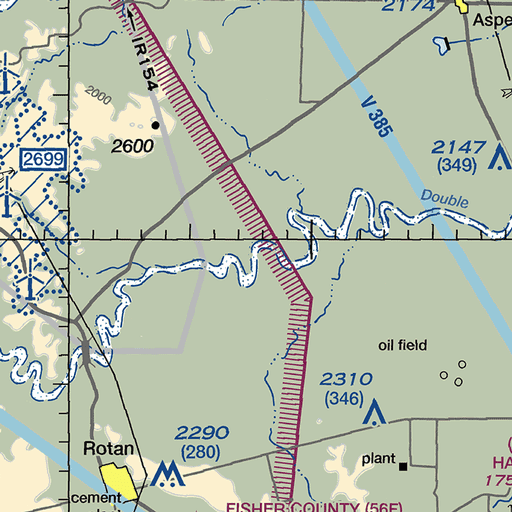 2174
Aspe
IR154
2000
2600
V 385
2147
(349)
2699
Double
oil field
2310
(346)
2290
(280)
Rotan
plant
HA
175
cement
FISHER COUNTY (56F)